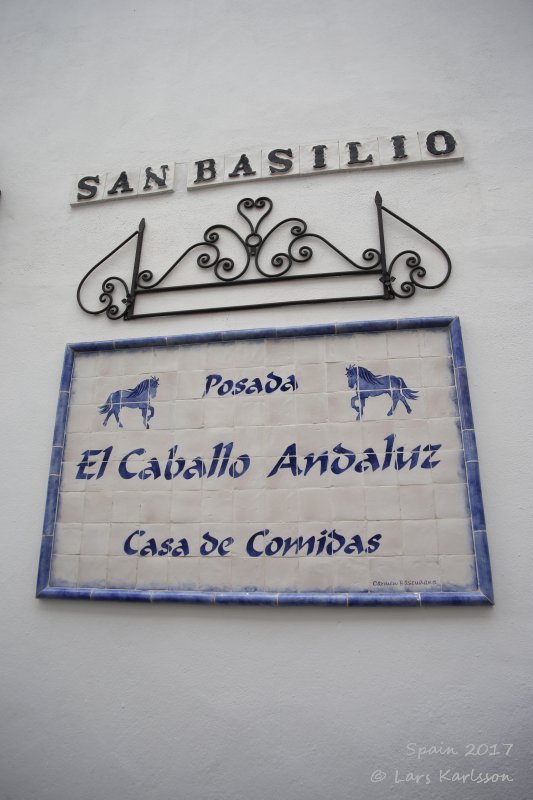 SAN BASILIO
Posada
El Caballo Andaluz
Casa de Comidas
Spain 2017
© Lars Karlsson